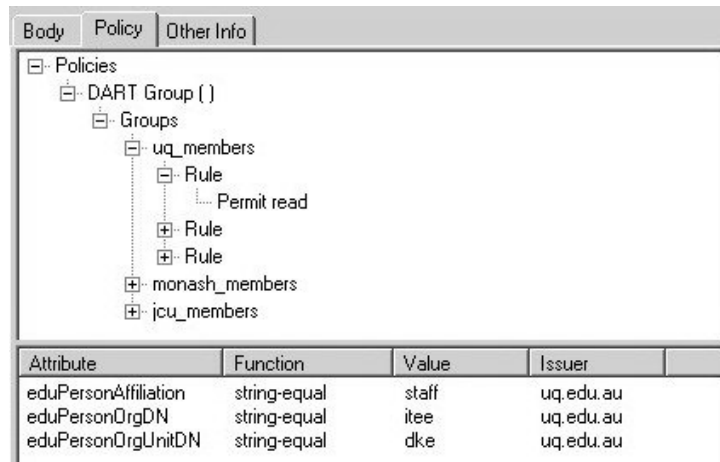 Body Policy Other Info
Policies
DART Group ( )
Groups
uq_members
Rule
Permit read
Rule
Rule
monash_members
jcu_members
Attribute Function Value Issuer
eduPersonAffiliation string-equal staff uq.edu.au
eduPersonOrgDN string-equal itee uq.edu.au
eduPersonOrgUnitDN string-equal dke uq.edu.au